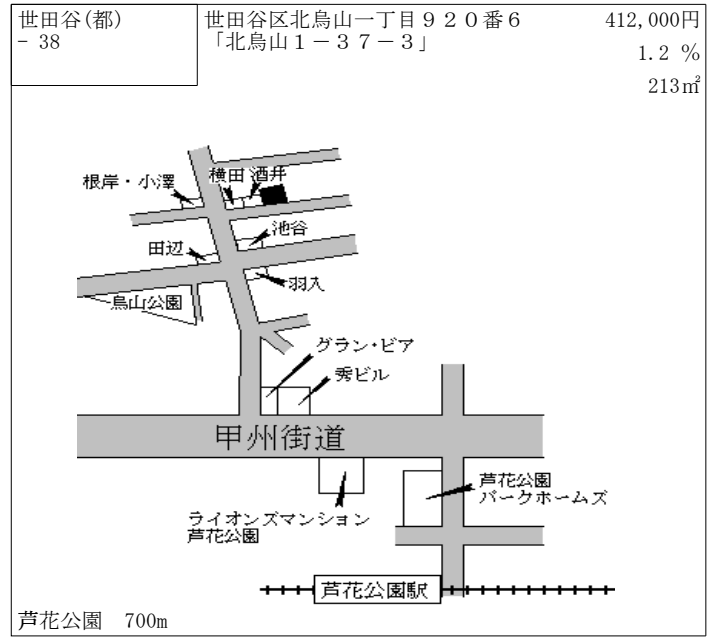 世田谷(都)
- 38
世田谷区北烏山一丁目９２０番６
「北烏山１－３７－３」
412,000円
1.2 %
213㎡
根岸・小澤
横田
酒井
池谷
田辺
羽入
烏山公園
グラン・ビア
秀ビル
甲州街道
ライオンズマンション
芦花公園
芦花公園
パークホームズ
芦花公園駅
芦花公園　700m